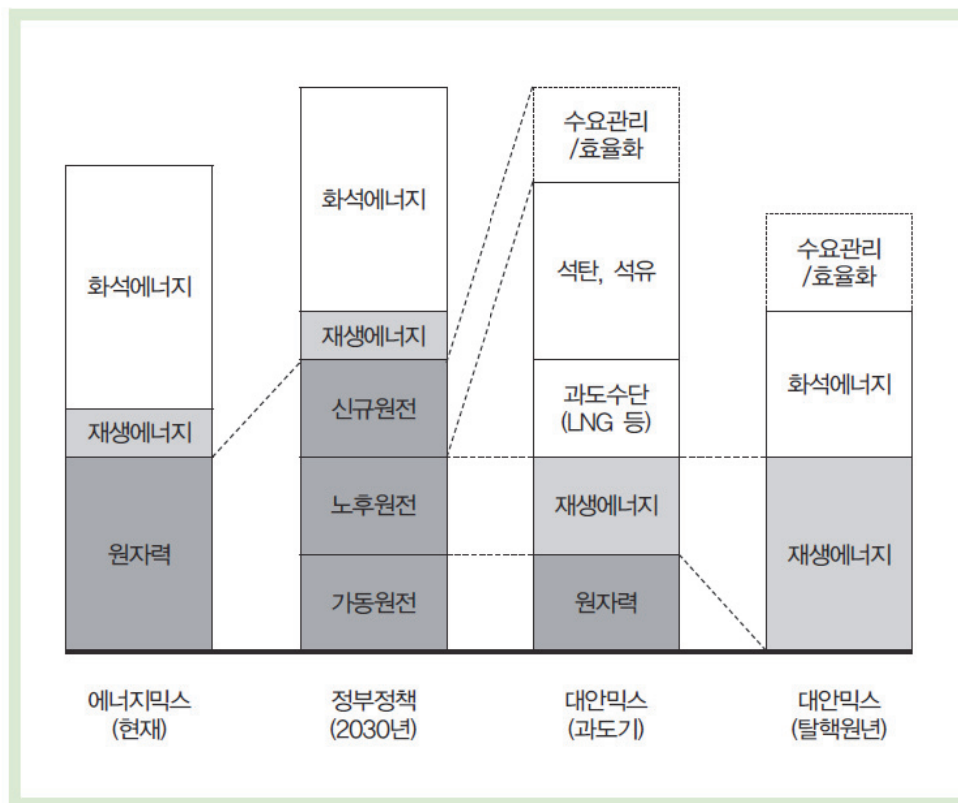 화석에너지
재생에너지
원자력
에너지믹스
(현재)
화석에너지
재생에너지
신규원전
노후원전
가동원전
정부정책
(2030년)
수요관리
/효율화
석탄, 석유
과도수단
(LNG 등)
재생에너지
원자력
대안믹스
(과도기)
수요관리
/효율화
화석에너지
재생에너지
대안믹스
(탈핵원년)